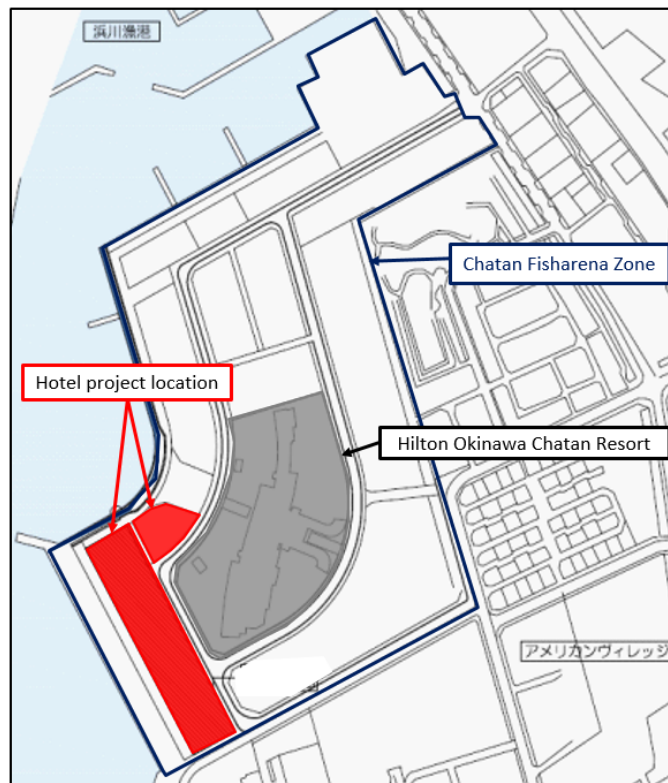 浜川漁港
Chatan Fisharena Zone
Hotel project location
Hilton Okinawa Chatan Resort
アメリカンヴィレッジ